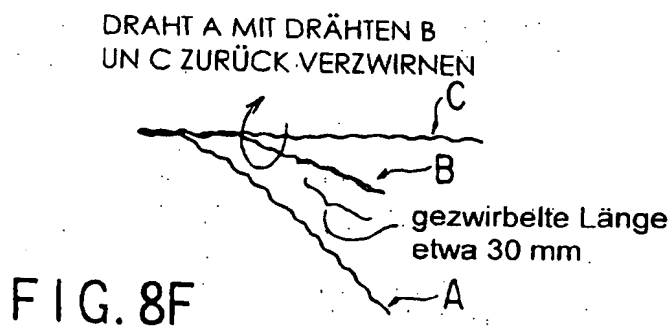 DRAHT A MIT DRÄHTEN B
UN C ZURÜCK VERZWIRNEN
C
B
gezwirbelte Länge
etwa 30 mm
A
FIG. 8F